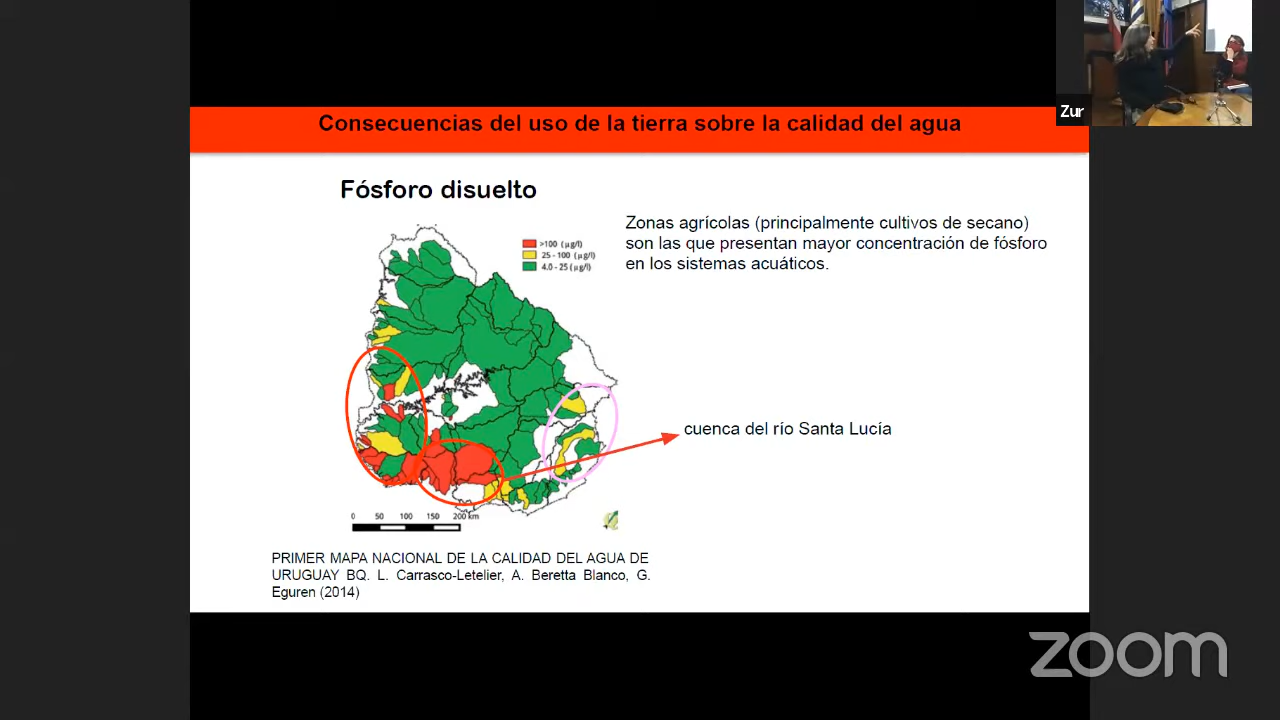 Zur
Consecuencias del uso de la tierra sobre la calidad del agua
Fósforo disuelto
Zonas agrícolas (principalmente cultivos de secano)
son las que presentan mayor concentración de fósforo
en los sistemas acuáticos.
>100 (µg/l)
25 - 100 (µg/l)
4.0 - 25 (µg/l)
cuenca del río Santa Lucía
0 50 100 150 200 km
PRIMER MAPA NACIONAL DE LA CALIDAD DEL AGUA DE
URUGUAY BQ. L. Carrasco-Letelier, A. Beretta Blanco, G.
Eguren (2014)
zoom